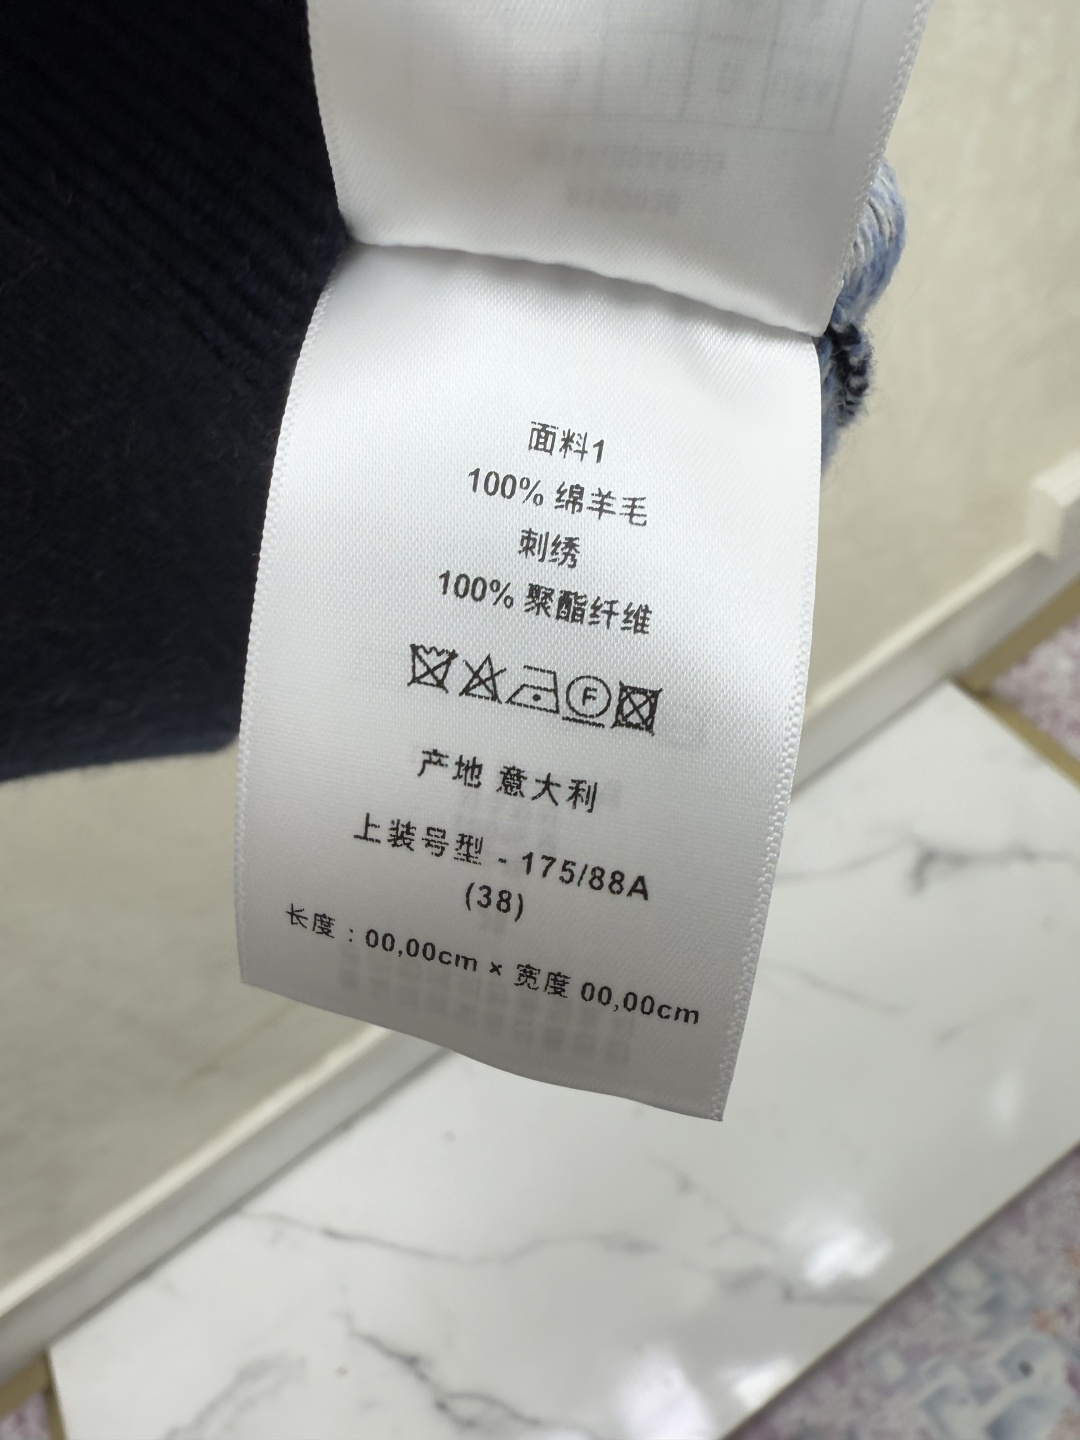 面料1
100% 绵羊毛
刺绣
100% 聚酯纤维
F
产地 意大利
上装号型 - 175/88A
(38)
长度：00,00cm × 宽度 00,00cm